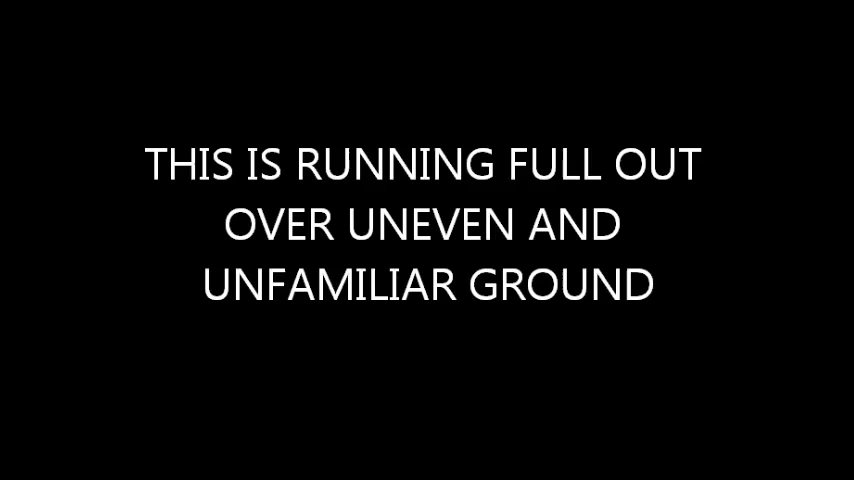 THIS IS RUNNING FULL OUT
OVER UNEVEN AND
UNFAMILIAR GROUND